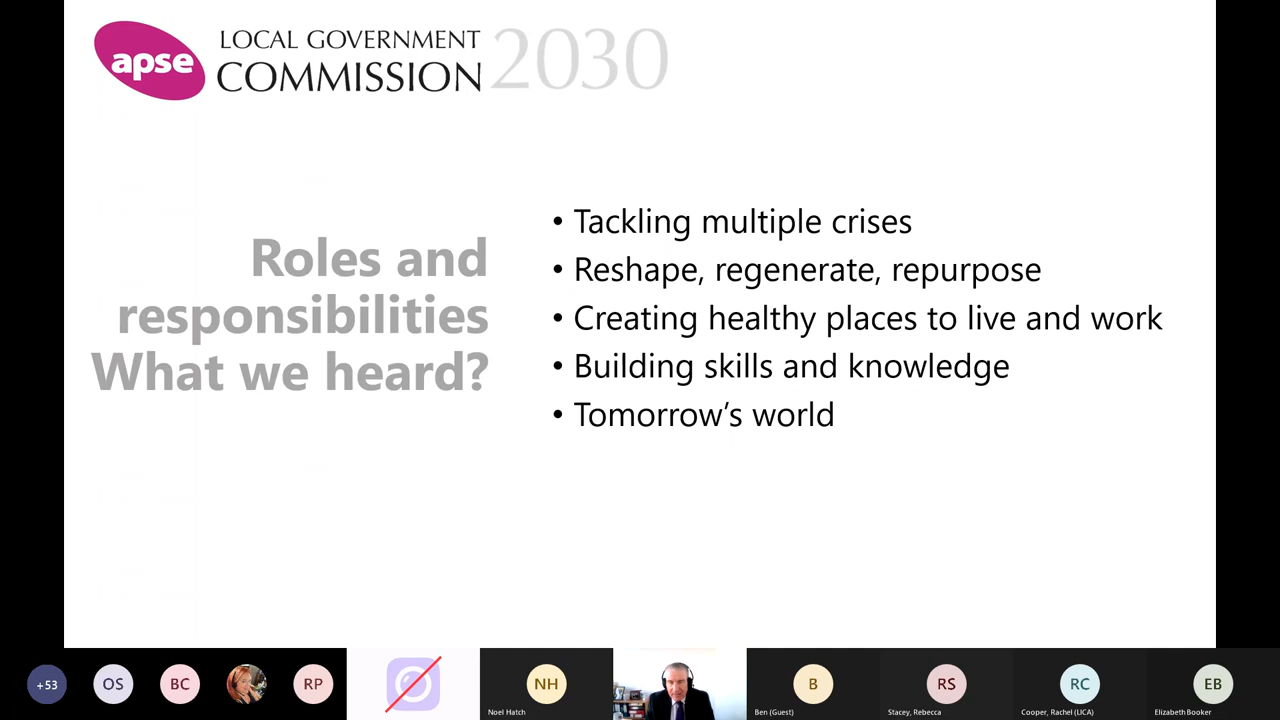 apse
LOCAL GOVERNMENT
COMMISSION 2030
Roles and
responsibilities
What we heard?
• Tackling multiple crises
• Reshape, regenerate, repurpose
• Creating healthy places to live and work
• Building skills and knowledge
• Tomorrow’s world
+53
OS
BC
RP
NH
Noel Hatch
B
Ben (Guest)
RS
Stacey, Rebecca
RC
Cooper, Rachel (LICA)
EB
Elizabeth Booker